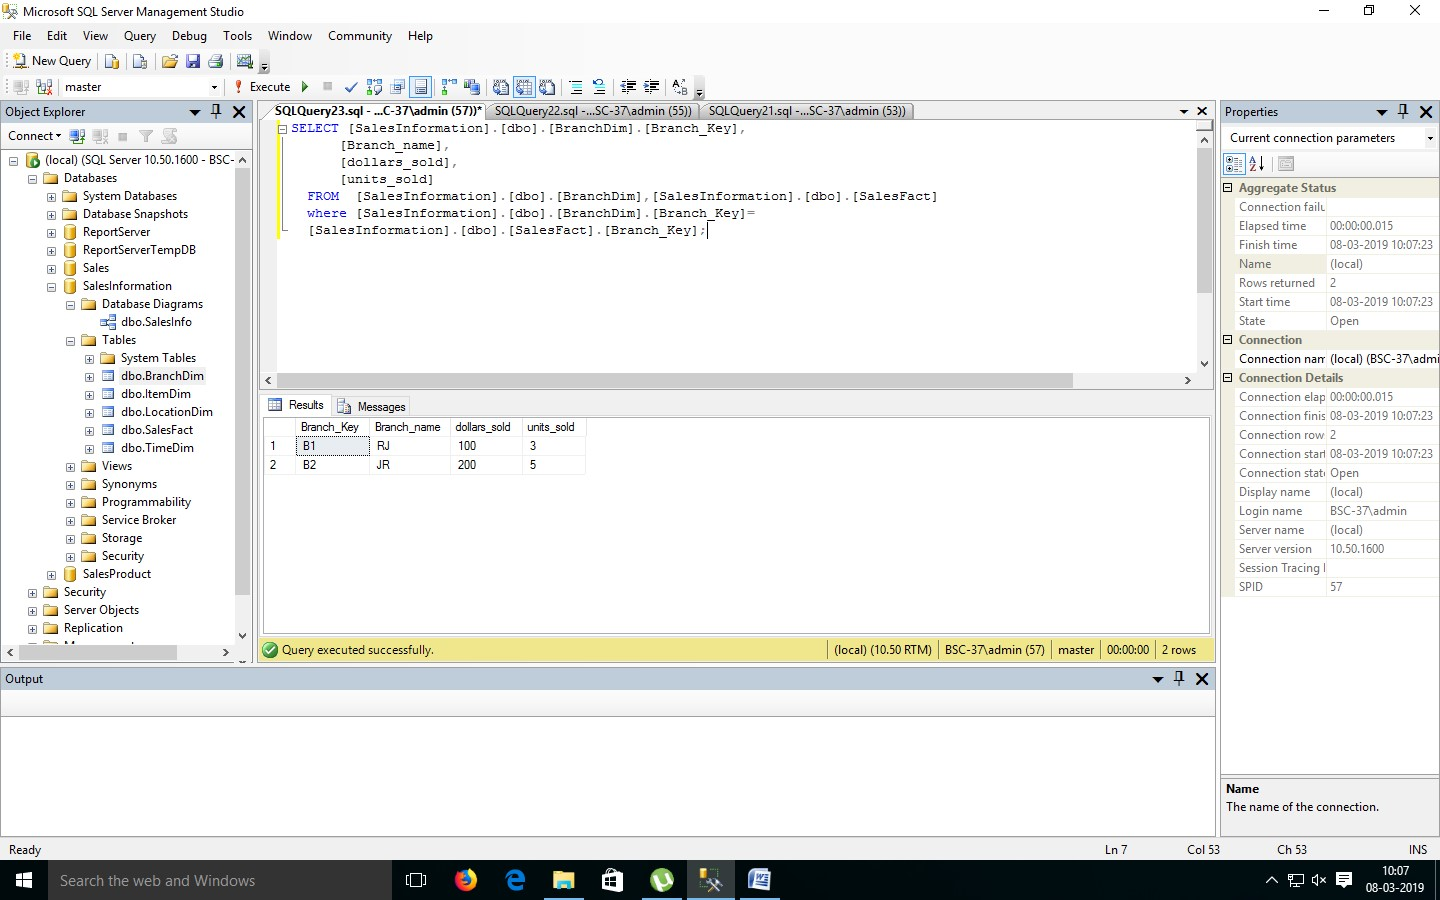 Microsoft SQL Server Management Studio
File Edit View Query Debug Tools Window Community Help
New Query
master Execute
Object Explorer
Connect
(local) (SQL Server 10.50.1600 - BSC-
Databases
System Databases
Database Snapshots
ReportServer
ReportServerTempDB
Sales
SalesInformation
Database Diagrams
dbo.SalesInfo
Tables
System Tables
dbo.BranchDim
dbo.ItemDim
dbo.LocationDim
dbo.SalesFact
dbo.TimeDim
Views
Synonyms
Programmability
Service Broker
Storage
Security
SalesProduct
Security
Server Objects
Replication
SQLQuery23.sql - ...C-37\admin (57))* SQLQuery22.sql -...SC-37\admin (55)) SQLQuery21.sql -...SC-37\admin (53))
SELECT [SalesInformation].[dbo].[BranchDim].[Branch_Key],
[Branch_name],
[dollars_sold],
[units_sold]
FROM [SalesInformation].[dbo].[BranchDim],[SalesInformation].[dbo].[SalesFact]
where [SalesInformation].[dbo].[BranchDim].[Branch_Key]=
[SalesInformation].[dbo].[SalesFact].[Branch_Key];
Results Messages
Branch_Key Branch_name dollars_sold units_sold
1 B1 RJ 100 3
2 B2 JR 200 5
Query executed successfully. (local) (10.50 RTM) BSC-37\admin (57) master 00:00:00 2 rows
Properties
Current connection parameters
Aggregate Status
Connection failu
Elapsed time 00:00:00.015
Finish time 08-03-2019 10:07:23
Name (local)
Rows returned 2
Start time 08-03-2019 10:07:23
State Open
Connection
Connection nam (local) (BSC-37\admi
Connection Details
Connection elap 00:00:00.015
Connection finis 08-03-2019 10:07:23
Connection row 2
Connection start 08-03-2019 10:07:23
Connection stat Open
Display name (local)
Login name BSC-37\admin
Server name (local)
Server version 10.50.1600
Session Tracing I
SPID 57
Name
The name of the connection.
Output
Ready Ln 7 Col 53 Ch 53 INS
Search the web and Windows
10:07
08-03-2019